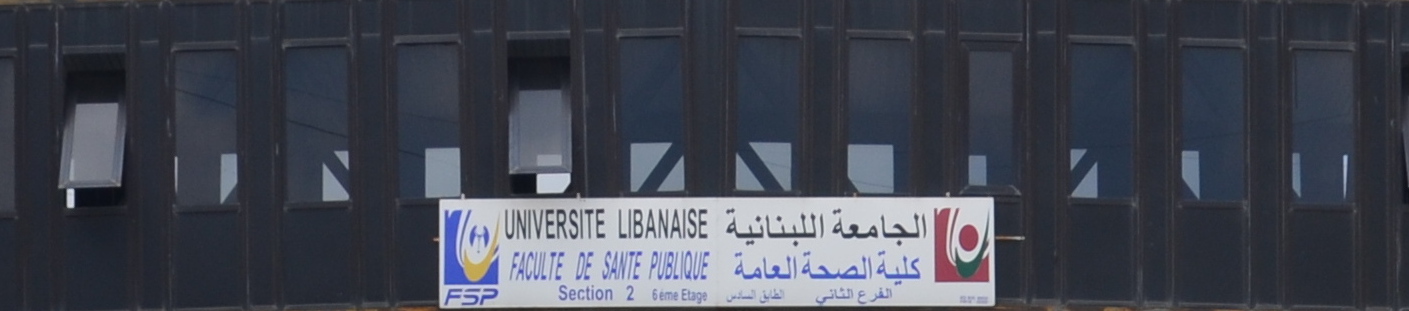 UNIVERSITE LIBANAISE
FACULTE DE SANTE PUBLIQUE
Section 2 6éme Etage
FSP
الجامعة اللبنانية
كلية الصحة العامة
الفرع الثاني الطابق السادس